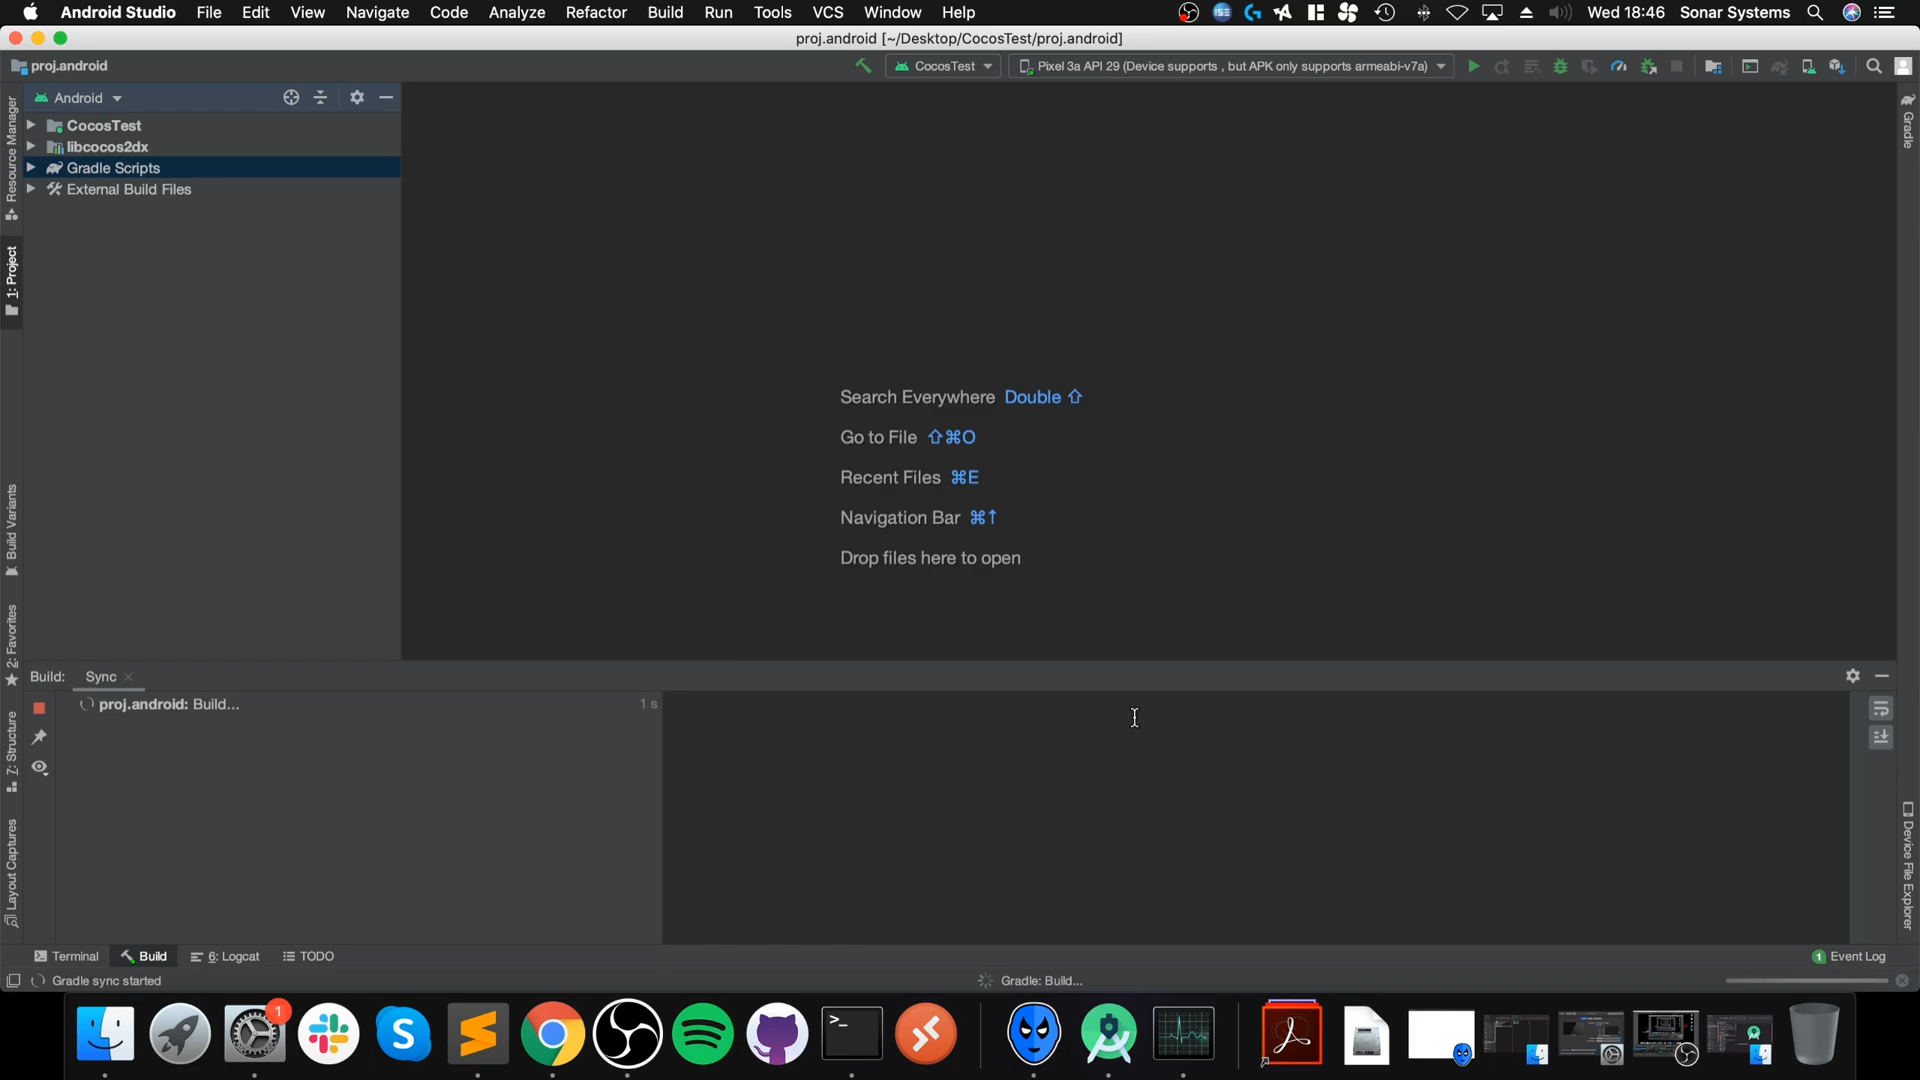 Android Studio File Edit View Navigate Code Analyze Refactor Build Run Tools VCS Window Help
Wed 18:46 Sonar Systems
proj.android [~/Desktop/CocosTest/proj.android]
proj.android
CocosTest
Pixel 3a API 29 (Device supports , but APK only supports armeabi-v7a)
Android
CocosTest
libcocos2dx
Gradle Scripts
External Build Files
Resource Manager
1: Project
Build Variants
2: Favorites
Z: Structure
Layout Captures
Gradle
Device File Explorer
Search Everywhere Double ⇧
Go to File ⇧⌘O
Recent Files ⌘E
Navigation Bar ⌘↑
Drop files here to open
Build: Sync
proj.android: Build... 1 s
Terminal Build 6: Logcat TODO
1 Event Log
Gradle sync started
Gradle: Build...
1